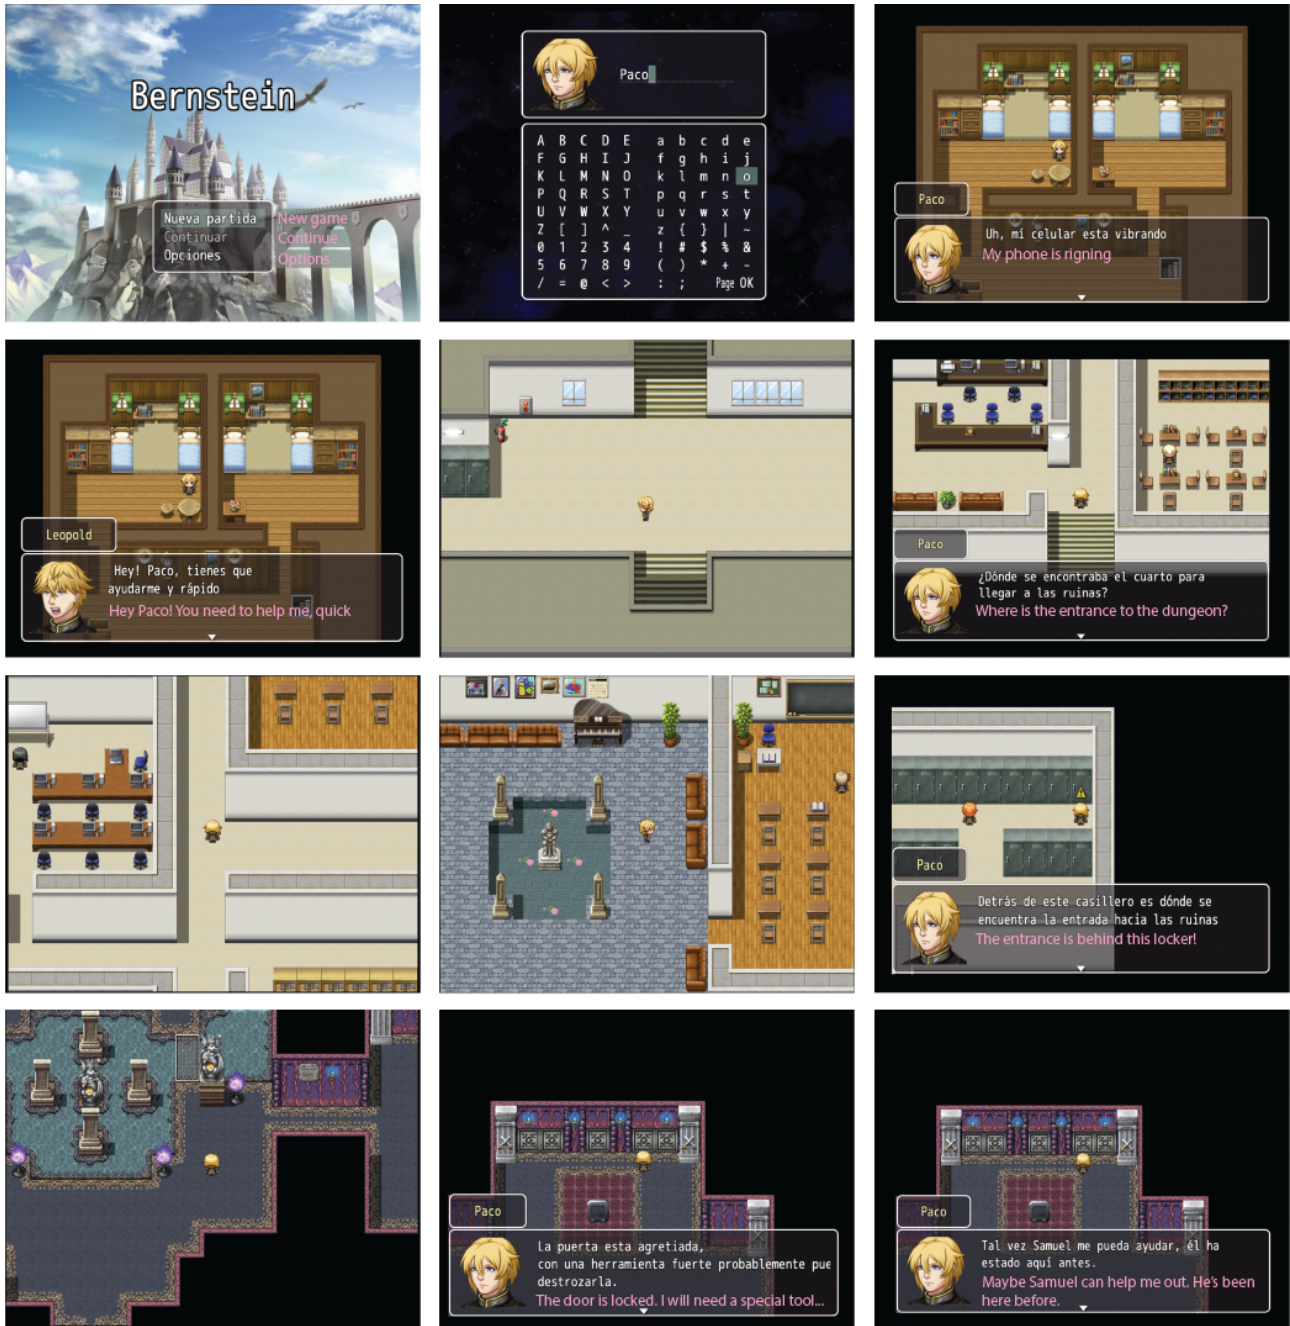 Bernstein
Nueva partida New game
Continuar Continue
Opciones Options
Paco
A B C D E a b c d e
F G H I J f g h i j
K L M N O k l m n o
P Q R S T p q r s t
U V W X Y u v w x y
Z [ ] ^ _ z { } | ~
0 1 2 3 4 ! # $ % &
5 6 7 8 9 ( ) * + -
/ = @ < > : ; Page OK
Paco
Uh, mi celular esta vibrando
My phone is rigning
Leopold
Hey! Paco, tienes que
ayudarme y rápido
Hey Paco! You need to help me, quick
Paco
¿Dónde se encontraba el cuarto para
llegar a las ruinas?
Where is the entrance to the dungeon?
Paco
Detrás de este casillero es dónde se
encuentra la entrada hacia las ruinas
The entrance is behind this locker!
Paco
La puerta esta agretiada,
con una herramienta fuerte probablemente pue
destrozarla.
The door is locked. I will need a special tool...
Paco
Tal vez Samuel me pueda ayudar, él ha
estado aquí antes.
Maybe Samuel can help me out. He's been
here before.